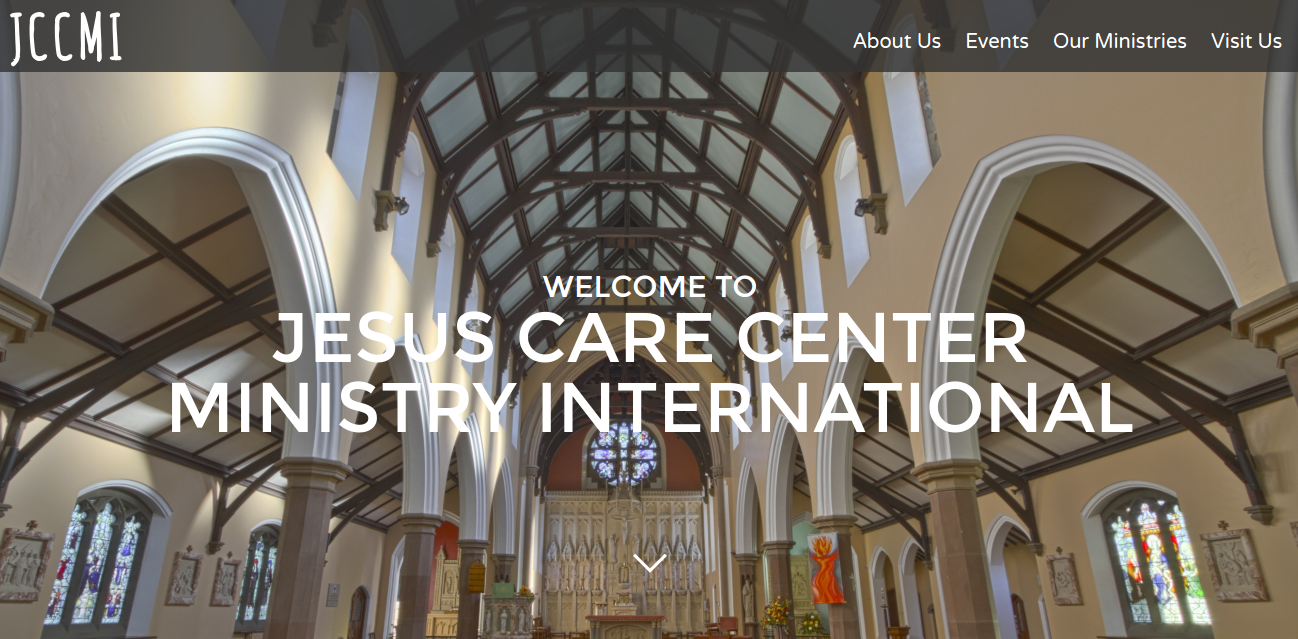 JCCMI
About Us Events Our Ministries Visit Us
WELCOME TO
JESUS CARE CENTER
MINISTRY INTERNATIONAL